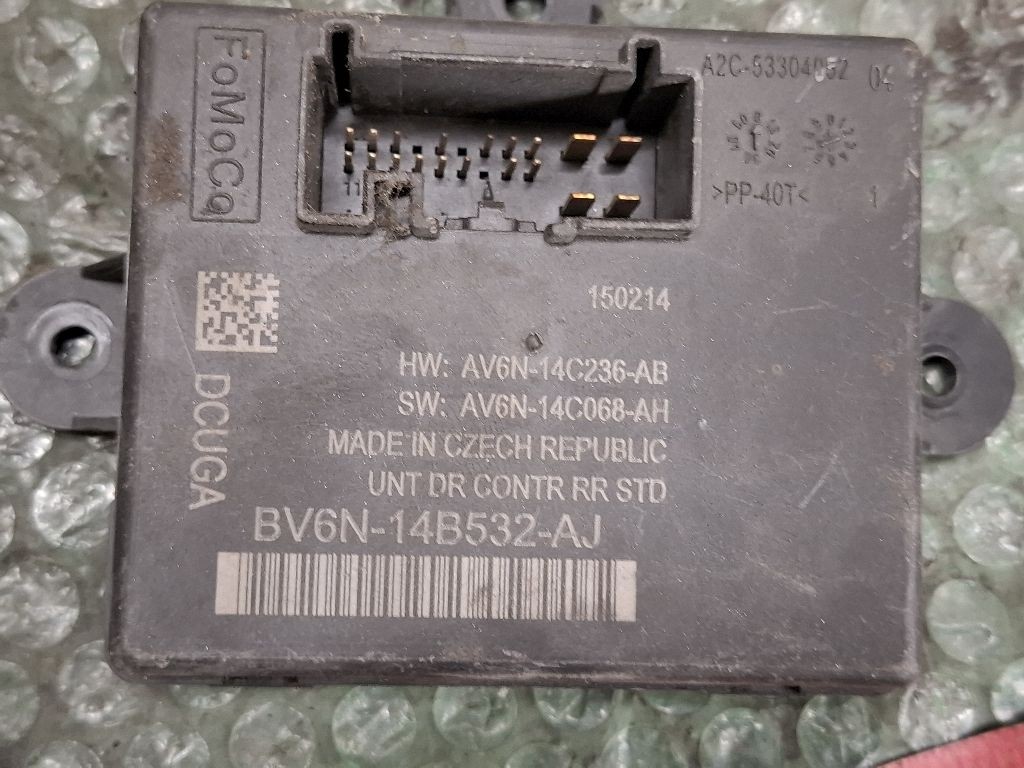 FoMoCo
A2C-53304052
>PP-40T<
1
11
150214
HW: AV6N-14C236-AB
SW: AV6N-14C068-AH
MADE IN CZECH REPUBLIC
UNT DR CONTR RR STD
DCUGA
BV6N-14B532-AJ